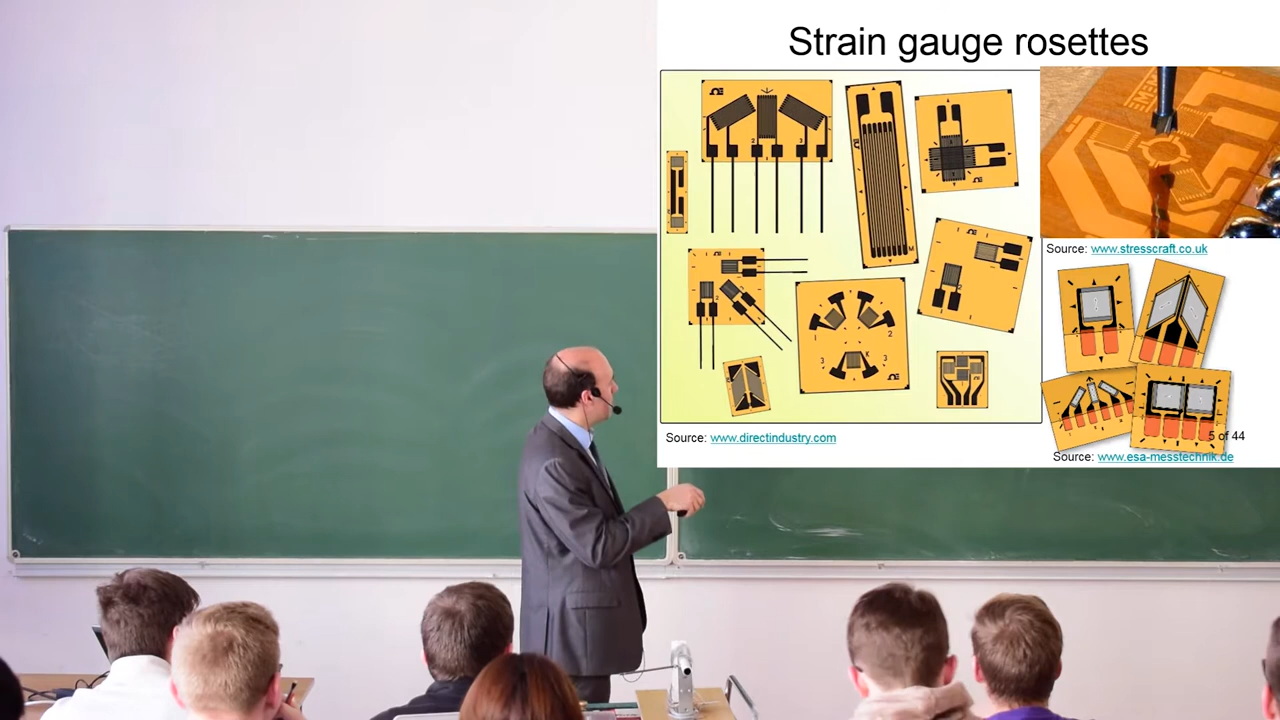 Strain gauge rosettes
Source: www.stresscraft.co.uk
Source: www.directindustry.com
5 of 44
Source: www.esa-messtechnik.de